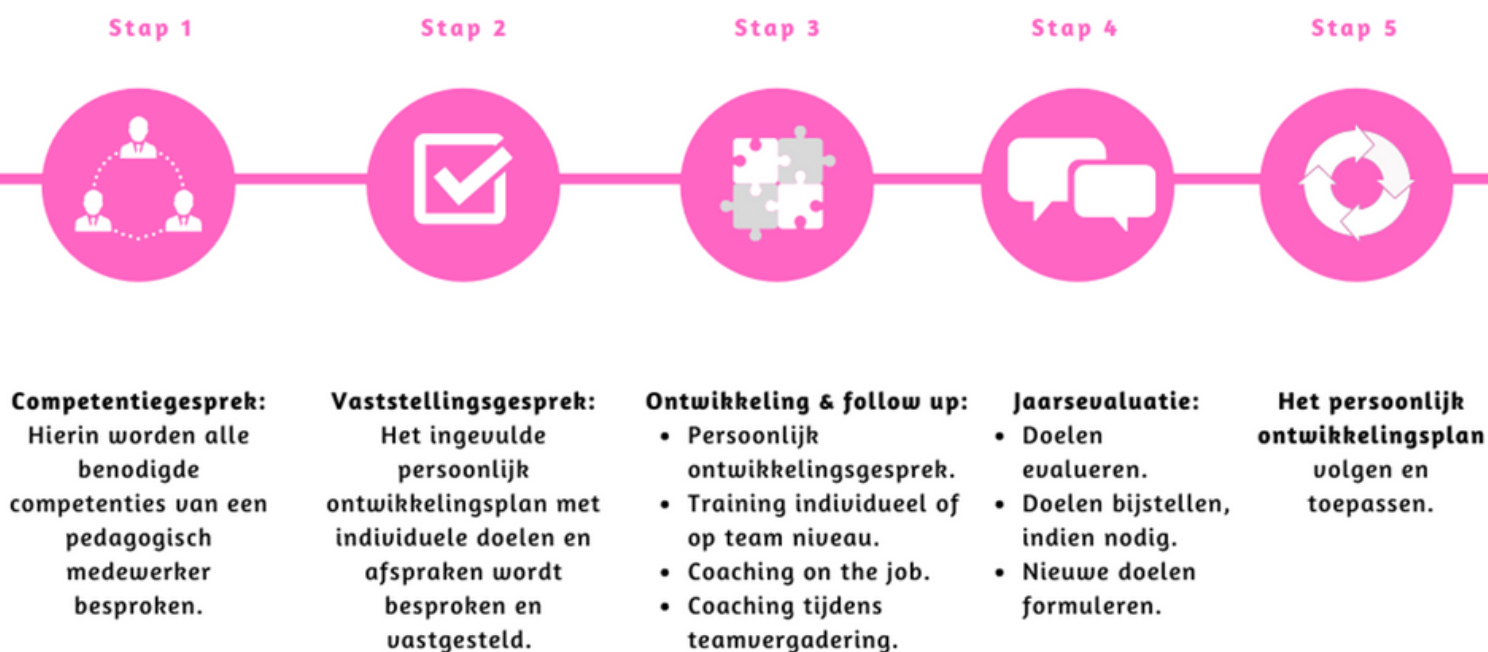 Stap 1
Stap 2
Stap 3
Stap 4
Stap 5
Competentiegesprek:
Hierin worden alle
benodigde
competenties van een
pedagogisch
medewerker
besproken.
Vaststellingsgesprek:
Het ingevulde
persoonlijk
ontwikkelingsplan met
individuele doelen en
afspraken wordt
besproken en
vastgesteld.
Ontwikkeling & follow up:
• Persoonlijk
ontwikkelingsgesprek.
• Training individueel of
op team niveau.
• Coaching on the job.
• Coaching tijdens
teamvergadering.
Jaarsevaluatie:
• Doelen
evalueren.
• Doelen bijstellen,
indien nodig.
• Nieuwe doelen
formuleren.
Het persoonlijk
ontwikkelingsplan
volgen en
toepassen.